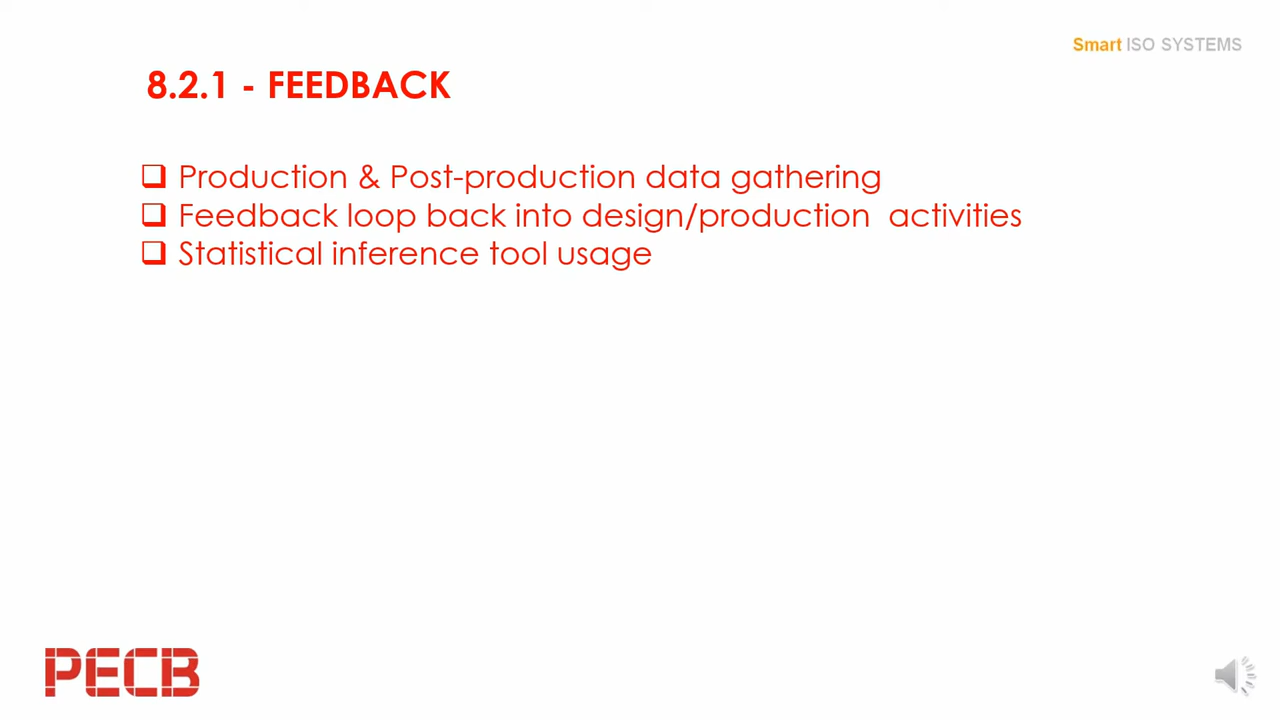 Smart ISO SYSTEMS
8.2.1 - FEEDBACK
❑ Production & Post-production data gathering
❑ Feedback loop back into design/production  activities
❑ Statistical inference tool usage
PECB